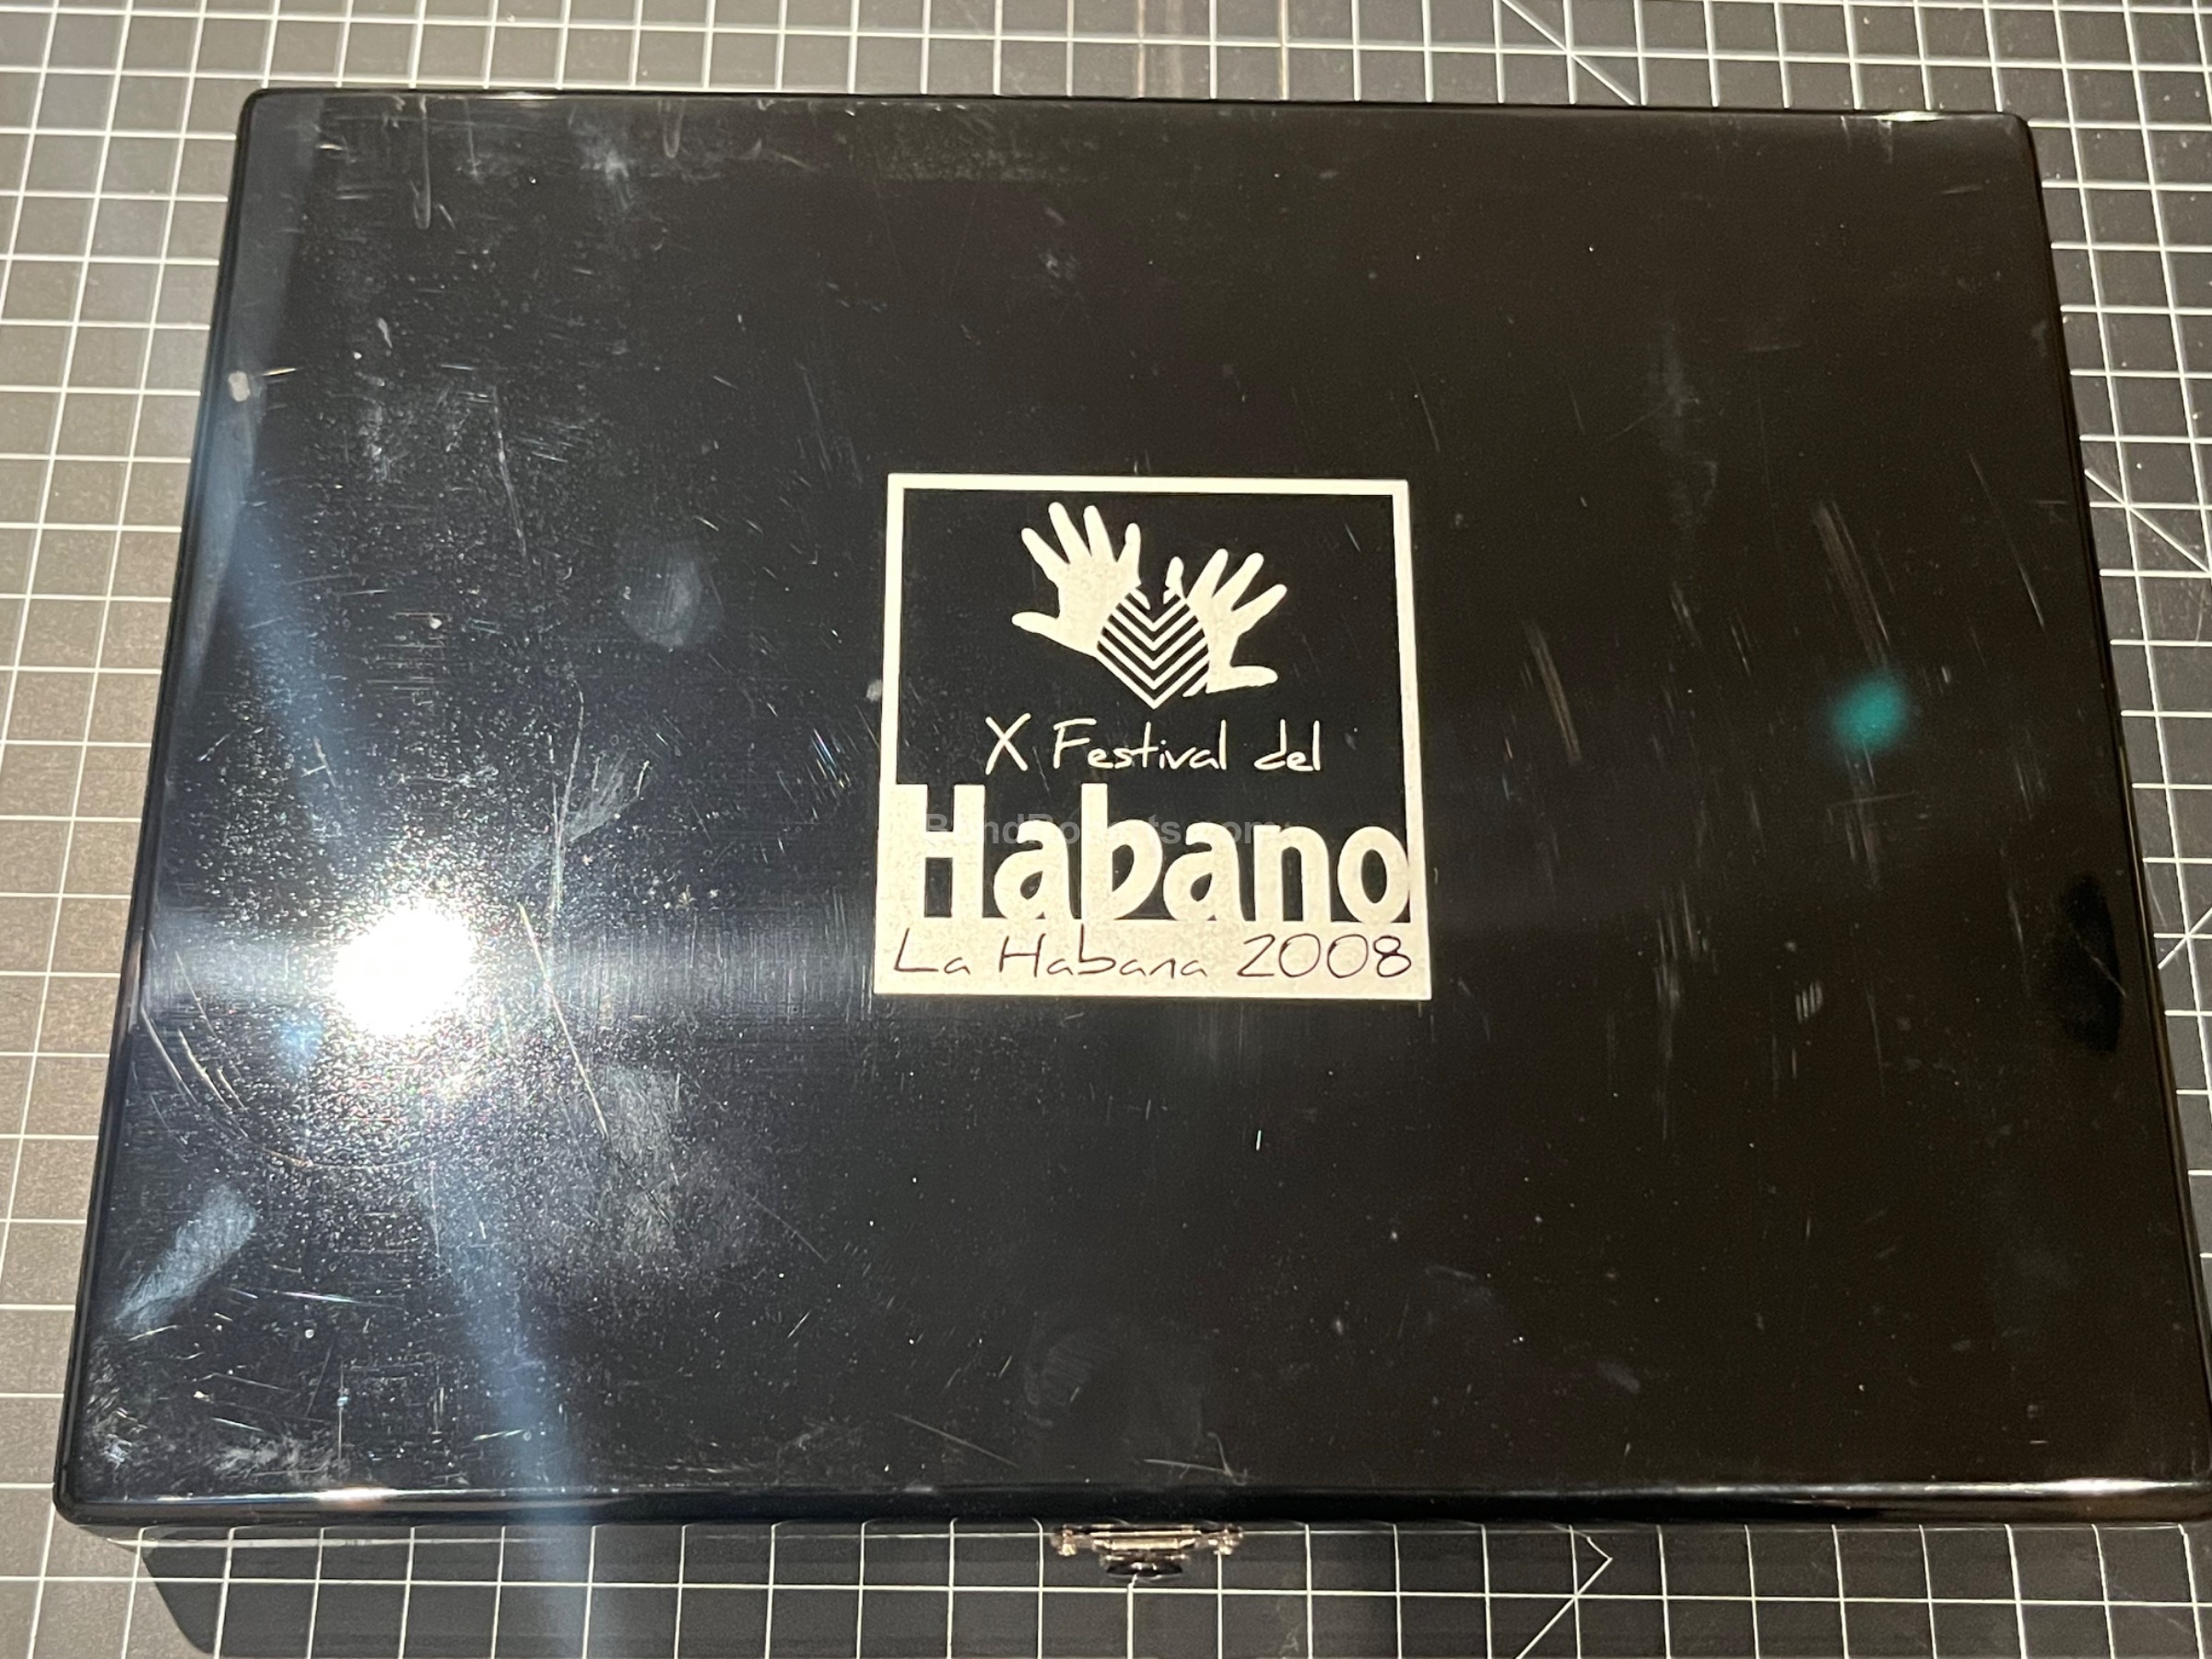 X Festival del
Habano
La Habana 2008